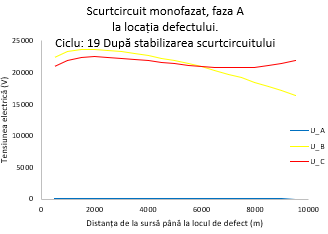 Scurtcircuit monofazat, faza A
la locația defectului.
Ciclu: 19 După stabilizarea scurtcircuitului
Tensiunea electrică (V)
25000
20000
15000
10000
5000
0
0
2000
4000
6000
8000
10000
Distanța de la sursă până la locul de defect (m)
U_A
U_B
U_C